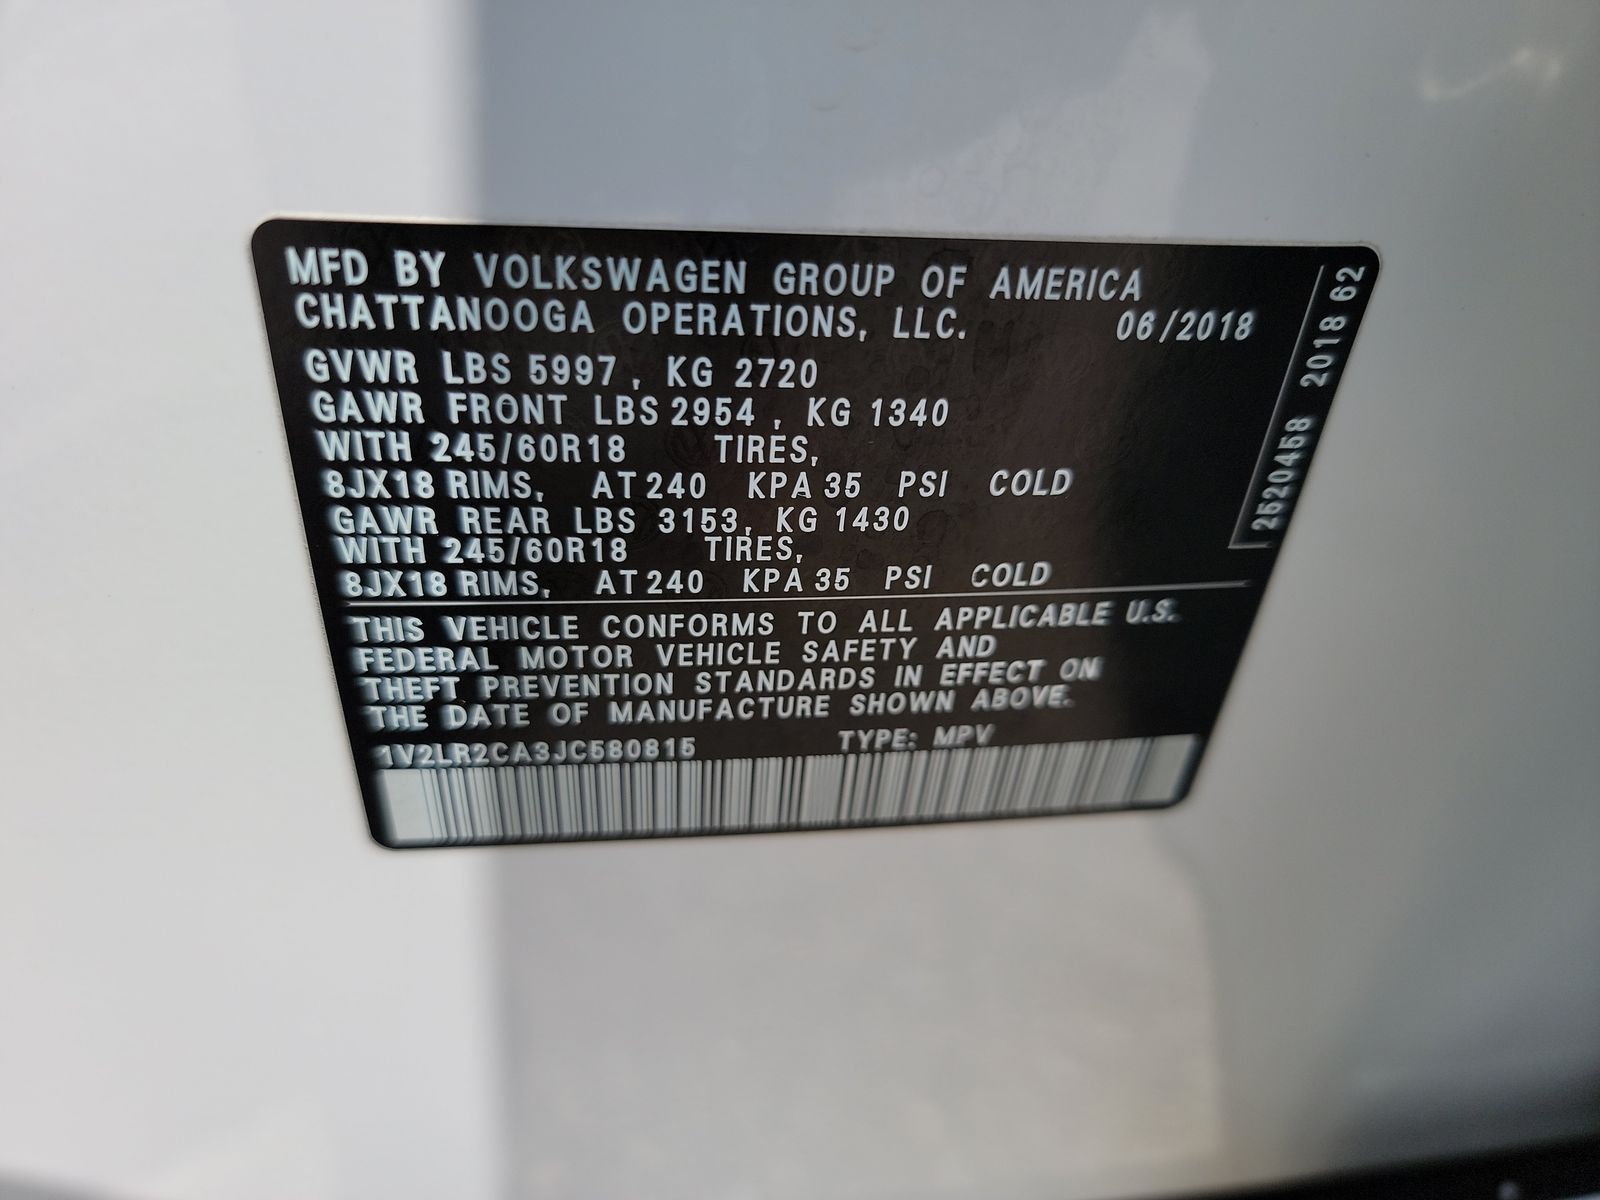 MFD BY VOLKSWAGEN GROUP OF AMERICA
CHATTANOOGA OPERATIONS, LLC. 06/2018
GVWR LBS 5997, KG 2720
GAWR FRONT LBS 2954, KG 1340
WITH 245/60R18 TIRES,
8JX18 RIMS, AT 240 KPA 35 PSI COLD
GAWR REAR LBS 3153, KG 1430
WITH 245/60R18 TIRES,
8JX18 RIMS, AT 240 KPA 35 PSI COLD
THIS VEHICLE CONFORMS TO ALL APPLICABLE U.S.
FEDERAL MOTOR VEHICLE SAFETY AND
THEFT PREVENTION STANDARDS IN EFFECT ON
THE DATE OF MANUFACTURE SHOWN ABOVE.
1V2LR2CA3JC580815 TYPE: MPV
2520458 2018 62